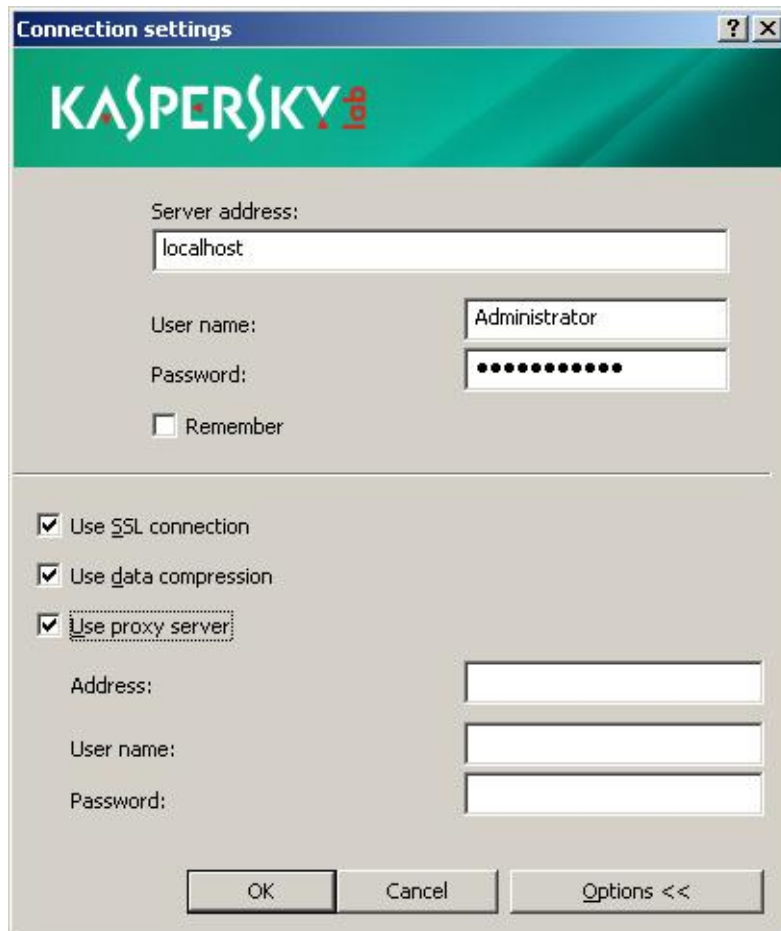 Connection settings
KASPERSKY lab
Server address:
localhost
User name:
Administrator
Password:
●●●●●●●●●●●
Remember
Use SSL connection
Use data compression
Use proxy server
Address:
User name:
Password:
OK Cancel Options <<